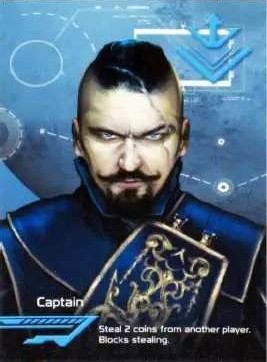 Captain
Steal 2 coins from another player.
Blocks stealing.